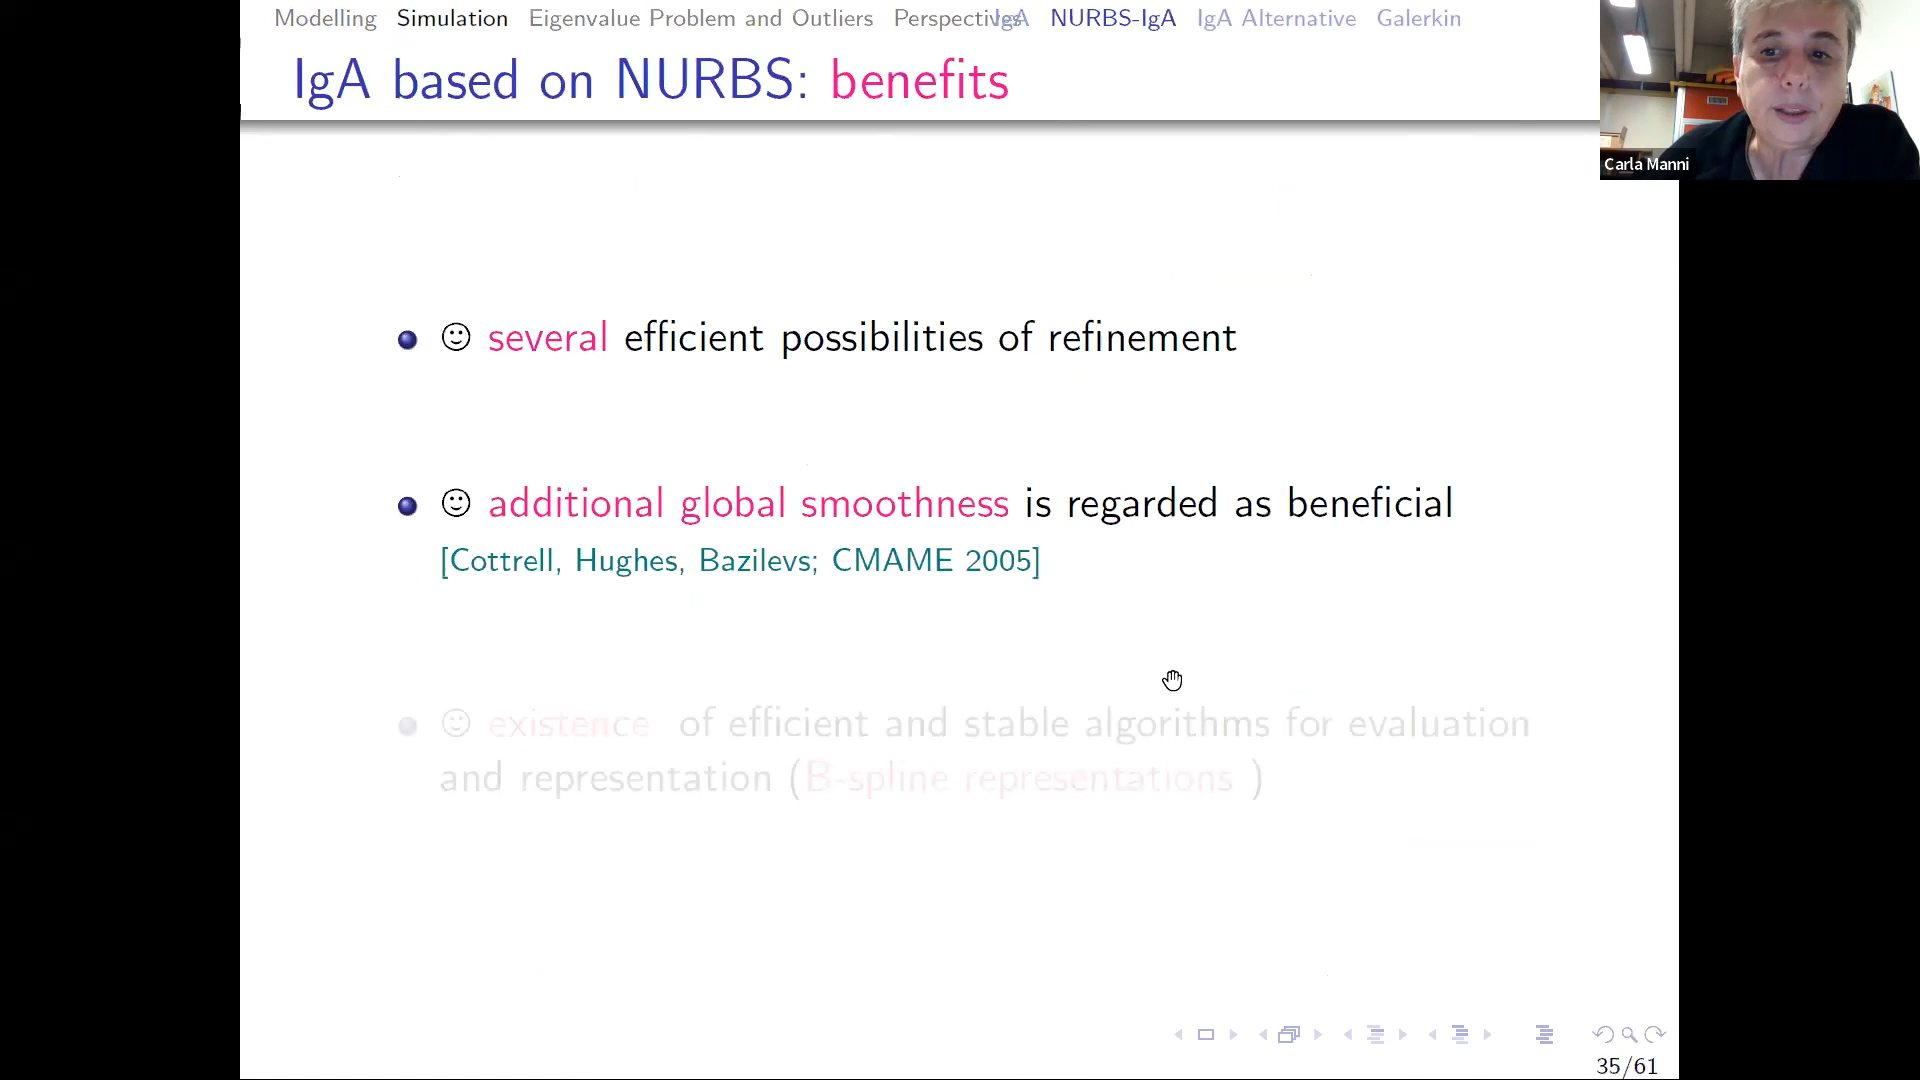 Modelling Simulation Eigenvalue Problem and Outliers Perspectives IgA NURBS-IgA IgA Alternative Galerkin
IgA based on NURBS: benefits
Carla Manni
several efficient possibilities of refinement
additional global smoothness is regarded as beneficial
[Cottrell, Hughes, Bazilevs; CMAME 2005]
existence of efficient and stable algorithms for evaluation
and representation (B-spline representations )
35/61